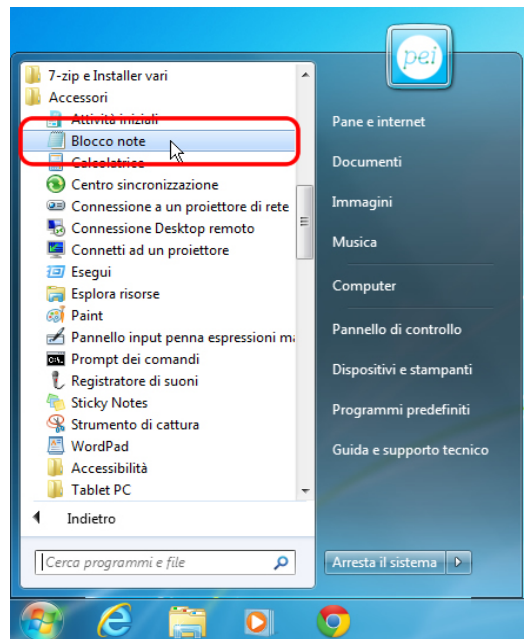 pei
7-zip e Installer vari
Accessori
Attività iniziali
Blocco note
Calcolatrice
Centro sincronizzazione
Connessione a un proiettore di rete
Connessione Desktop remoto
Connetti ad un proiettore
Esegui
Esplora risorse
Paint
Pannello input penna espressioni ma
Prompt dei comandi
Registratore di suoni
Sticky Notes
Strumento di cattura
WordPad
Accessibilità
Tablet PC
Indietro
Cerca programmi e file
Pane e internet
Documenti
Immagini
Musica
Computer
Pannello di controllo
Dispositivi e stampanti
Programmi predefiniti
Guida e supporto tecnico
Arresta il sistema